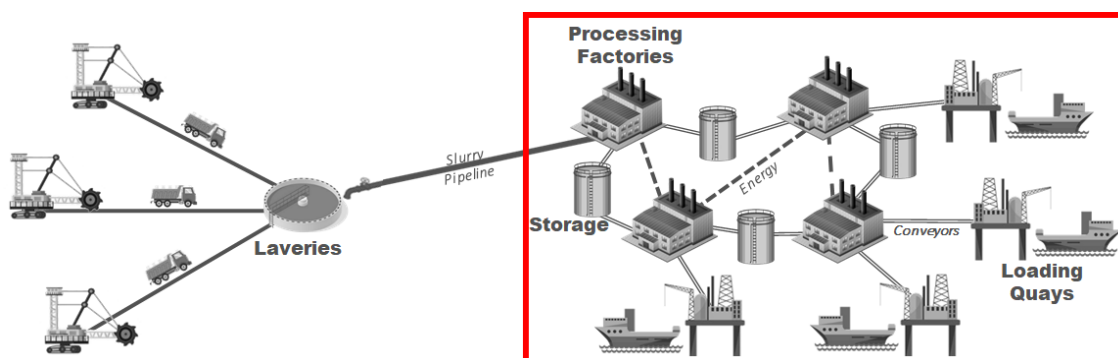 Processing
Factories
Slurry
Pipeline
Energy
Storage
Laveries
Conveyors
Loading
Quays